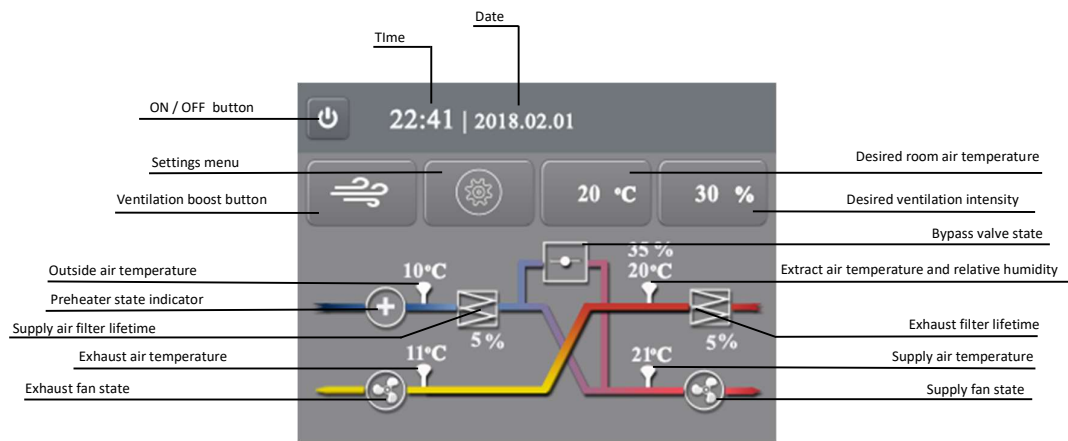 Date
TIme
ON / OFF button
22:41 | 2018.02.01
Settings menu
Desired room air temperature
20 °C
30 %
Ventilation boost button
Desired ventilation intensity
Bypass valve state
35 %
Outside air temperature
10°C
20°C
Extract air temperature and relative humidity
Preheater state indicator
Supply air filter lifetime
Exhaust filter lifetime
5%
5%
Exhaust air temperature
11°C
21°C
Supply air temperature
Exhaust fan state
Supply fan state